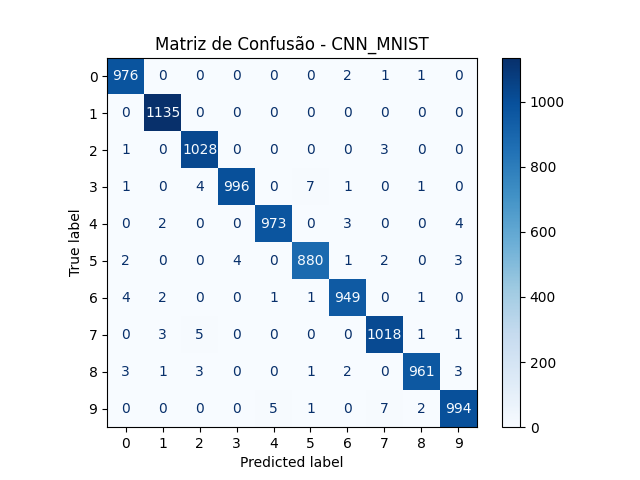 Matriz de Confusão - CNN_MNIST
0 976 0 0 0 0 0 2 1 1 0
1 0 1135 0 0 0 0 0 0 0 0
2 1 0 1028 0 0 0 0 3 0 0
3 1 0 4 996 0 7 1 0 1 0
4 0 2 0 0 973 0 3 0 0 4
5 2 0 0 4 0 880 1 2 0 3
6 4 2 0 0 1 1 949 0 1 0
7 0 3 5 0 0 0 0 1018 1 1
8 3 1 3 0 0 1 2 0 961 3
9 0 0 0 0 5 1 0 7 2 994
0 1 2 3 4 5 6 7 8 9
True label
Predicted label
1000
800
600
400
200
0